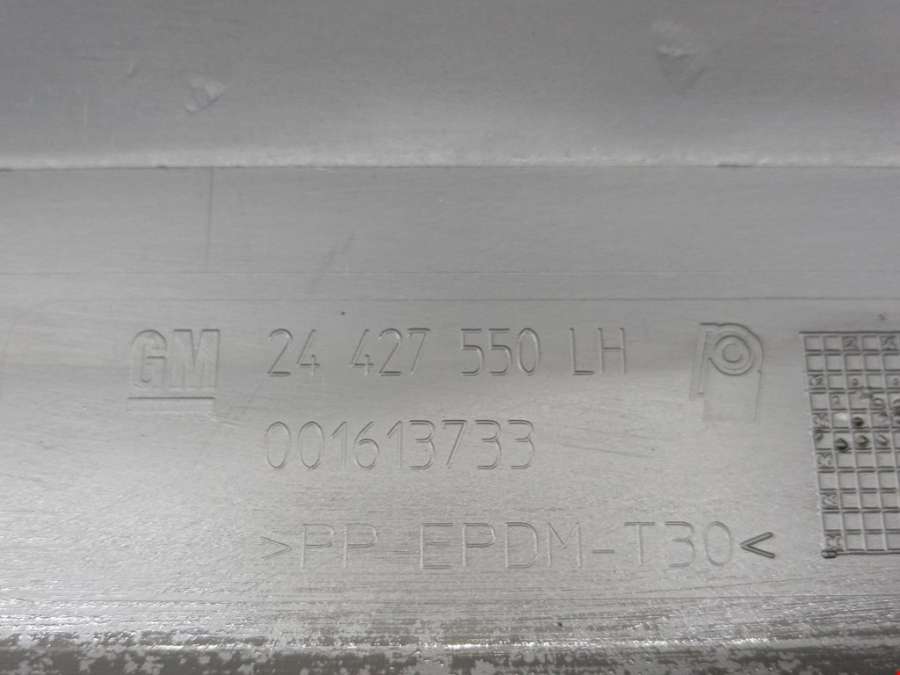 GM 24 427 550 LH
001613733
>PP-EPDM-T30<